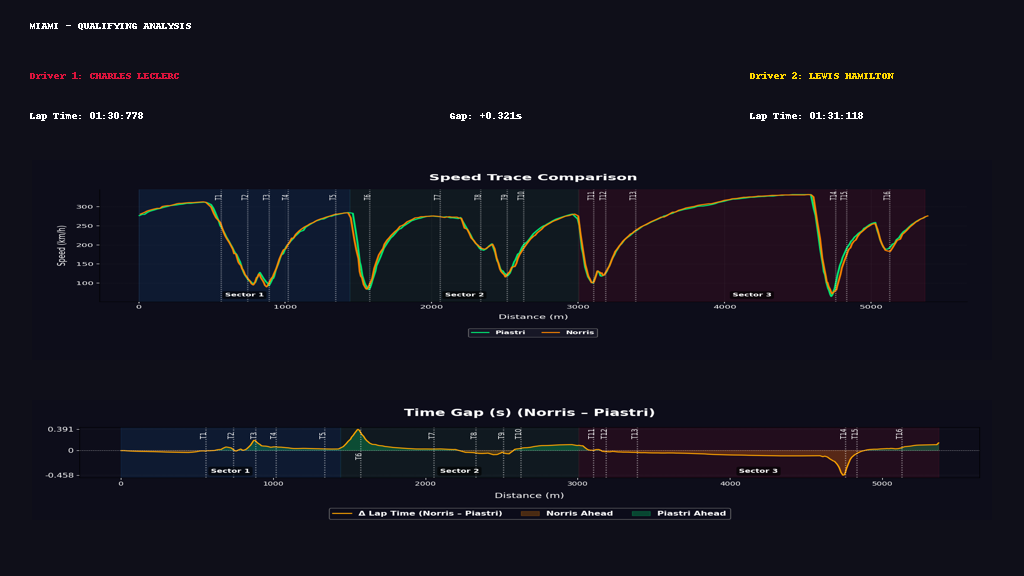 MIAMI - QUALIFYING ANALYSIS
Driver 1: CHARLES LECLERC
Driver 2: LEWIS HAMILTON
Lap Time: 01:30:778
Gap: +0.321s
Lap Time: 01:31:118
Speed Trace Comparison
T1 T2 T3 T4 T5 T6 T7 T8 T9 T10 T11 T12 T13 T14 T15 T16
300
250
200
150
100
Speed (km/h)
Sector 1 Sector 2 Sector 3
0 1000 2000 3000 4000 5000
Distance (m)
Piastri Norris
Time Gap (s) (Norris – Piastri)
0.391
0
-0.458
T1 T2 T3 T4 T5 T6 T7 T8 T9 T10 T11 T12 T13 T14 T15 T16
Sector 1 Sector 2 Sector 3
0 1000 2000 3000 4000 5000
Distance (m)
Δ Lap Time (Norris – Piastri) Norris Ahead Piastri Ahead